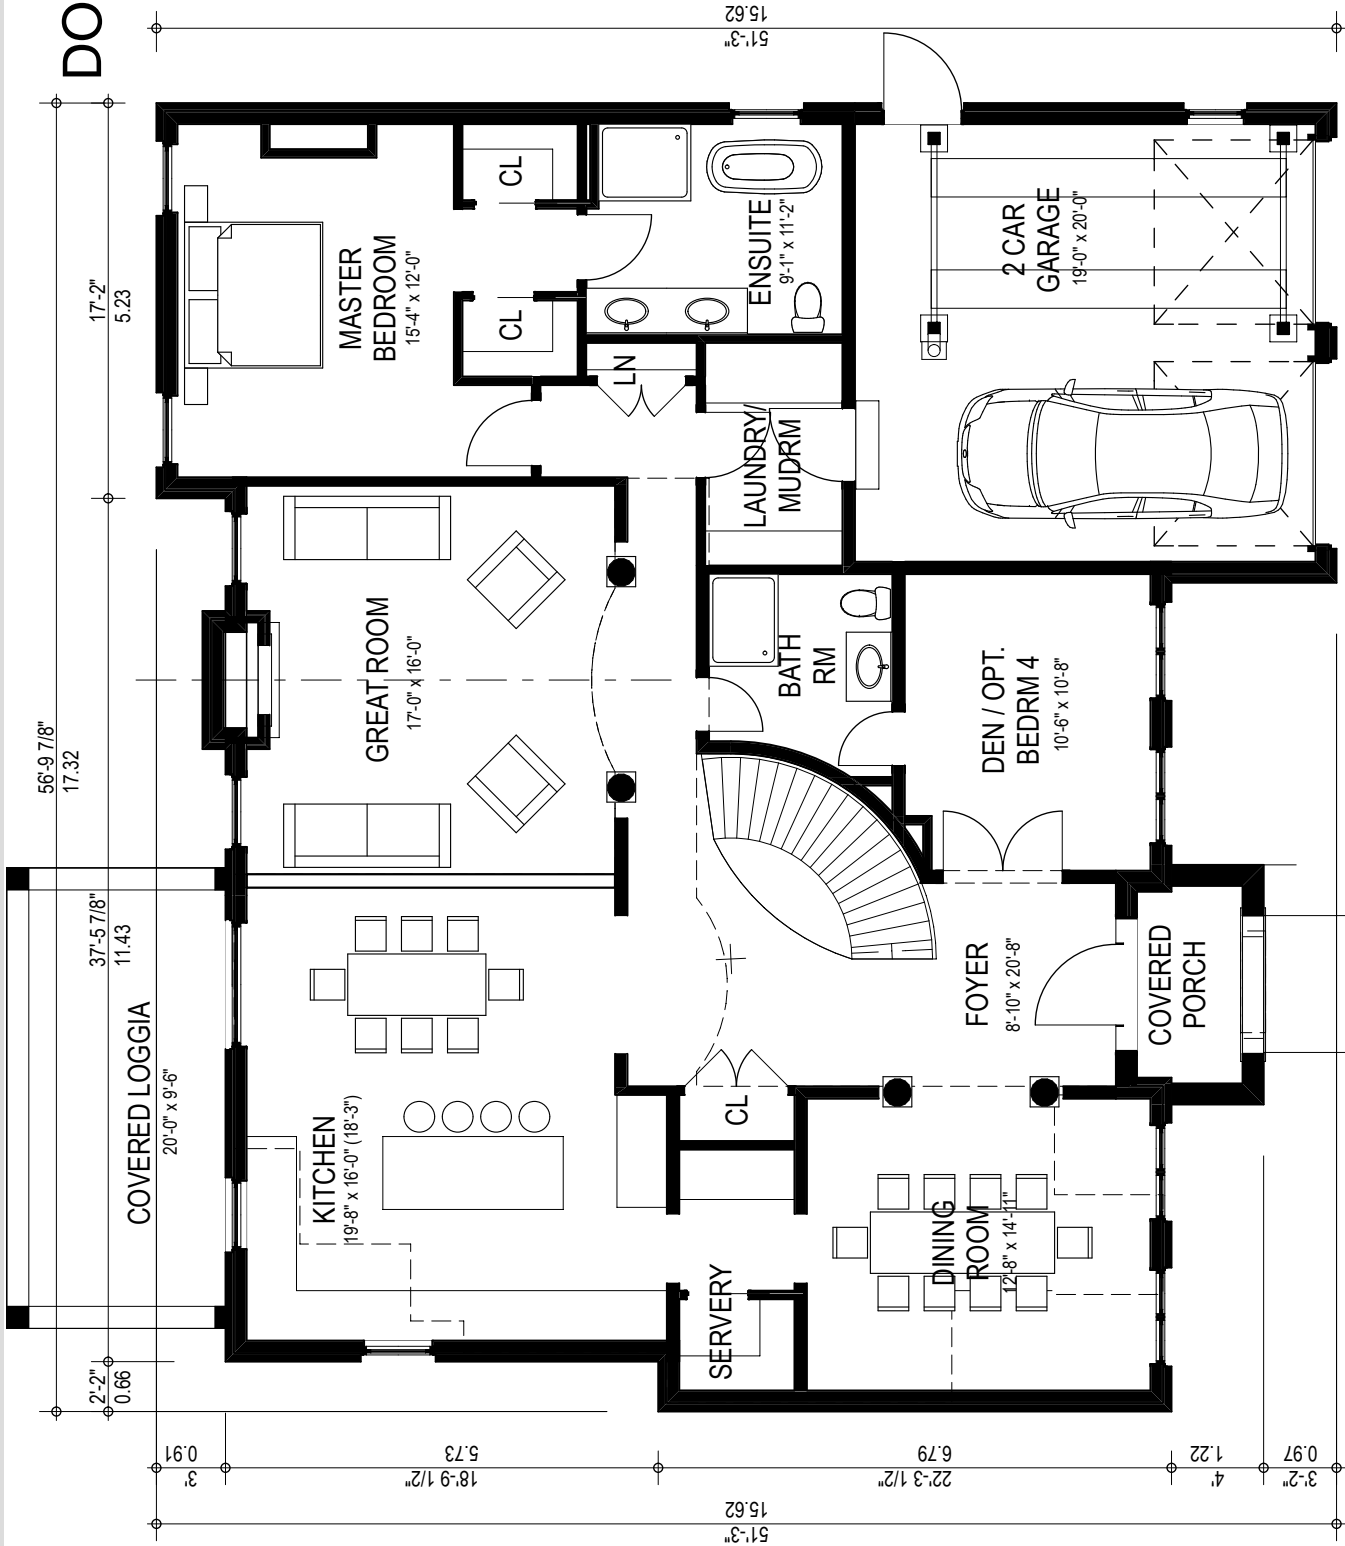 DO
15.62
51'-3"
56'-9 7/8"
17.32
17'-2"
5.23
37'-5 7/8"
11.43
2'-2"
0.66
MASTER
BEDROOM
15'-4" x 12'-0"
CL
CL
ENSUITE
9'-1" x 11'-2"
2 CAR
GARAGE
19'-0" x 20'-0"
LN
LAUNDRY/
MUDRM
GREAT ROOM
17'-0" x 16'-0"
BATH
RM
DEN / OPT.
BEDRM 4
10'-6" x 10'-8"
COVERED LOGGIA
20'-0" x 9'-6"
KITCHEN
19'-8" x 16'-0" (18'-3")
FOYER
8'-10" x 20'-8"
COVERED
PORCH
CL
SERVERY
DINING
ROOM
12'-8" x 14'-11"
0.91
3'
5.73
18'-9 1/2"
6.79
22'-3 1/2"
1.22
4'
0.97
3'-2"
15.62
51'-3"